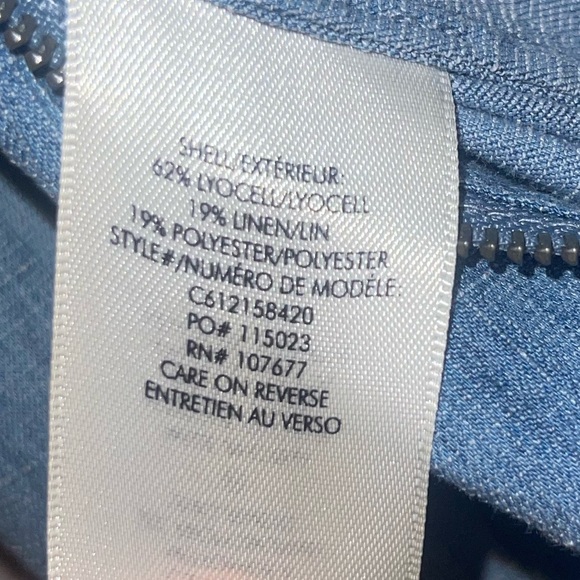 SHELL/EXTÉRIEUR:
62% LYOCELL/LYOCELL
19% LINEN/LIN
19% POLYESTER/POLYESTER
STYLE#/NUMÉRO DE MODÉLE:
C612158420
PO# 115023
RN# 107677
CARE ON REVERSE
ENTRETIEN AU VERSO